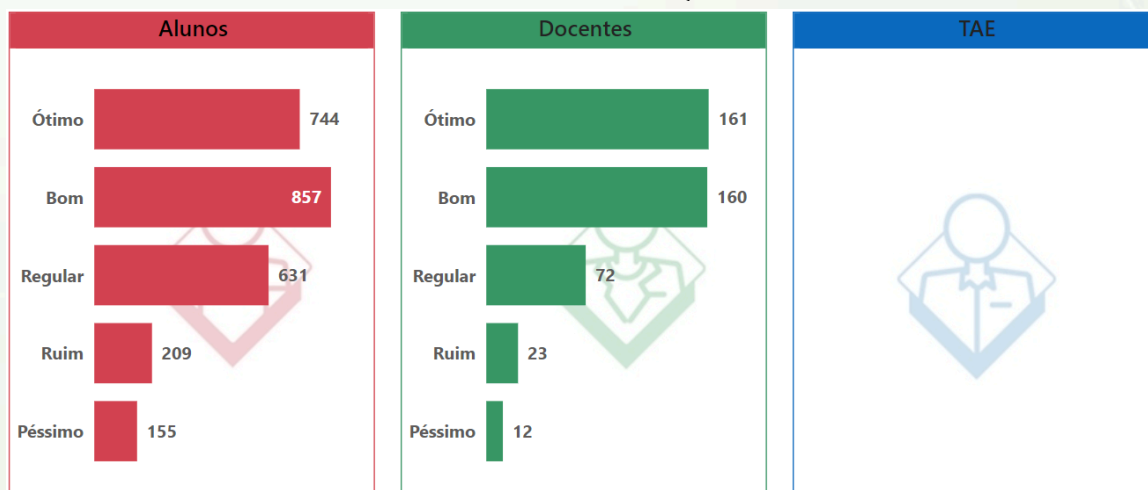 Alunos
Ótimo 744
Bom 857
Regular 631
Ruim 209
Péssimo 155
Docentes
Ótimo 161
Bom 160
Regular 72
Ruim 23
Péssimo 12
TAE